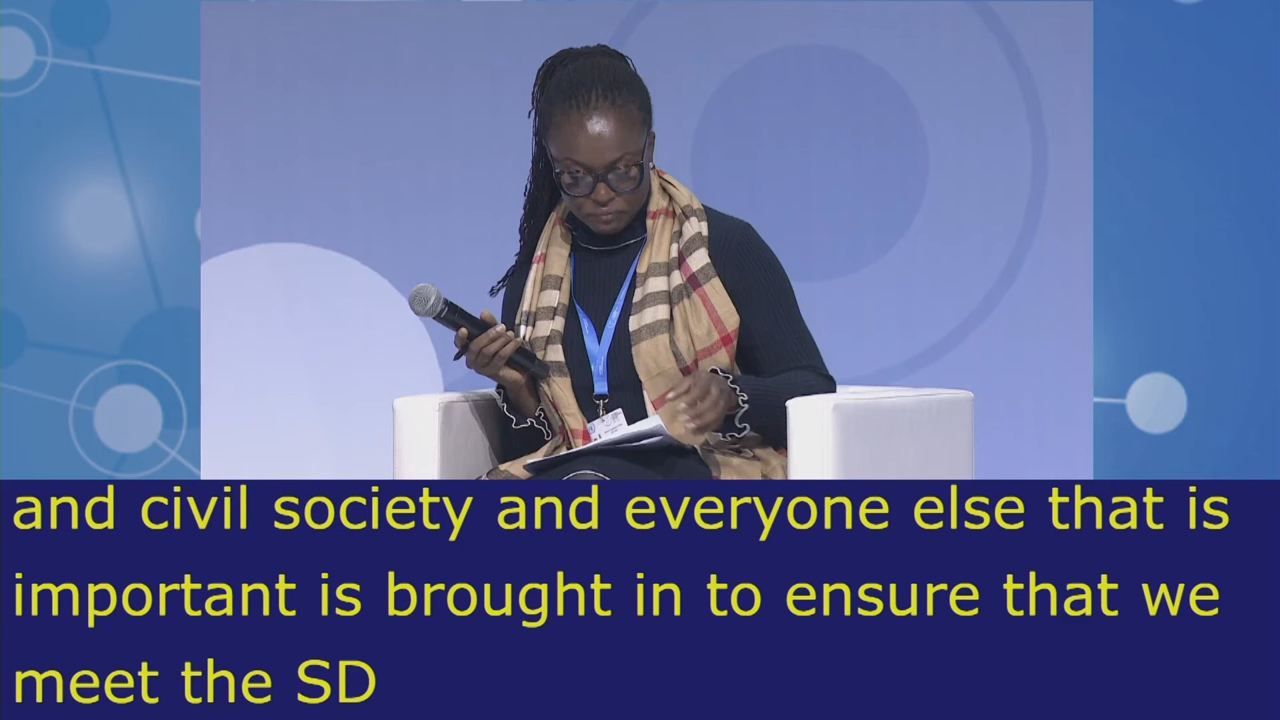 and civil society and everyone else that is
important is brought in to ensure that we
meet the SD